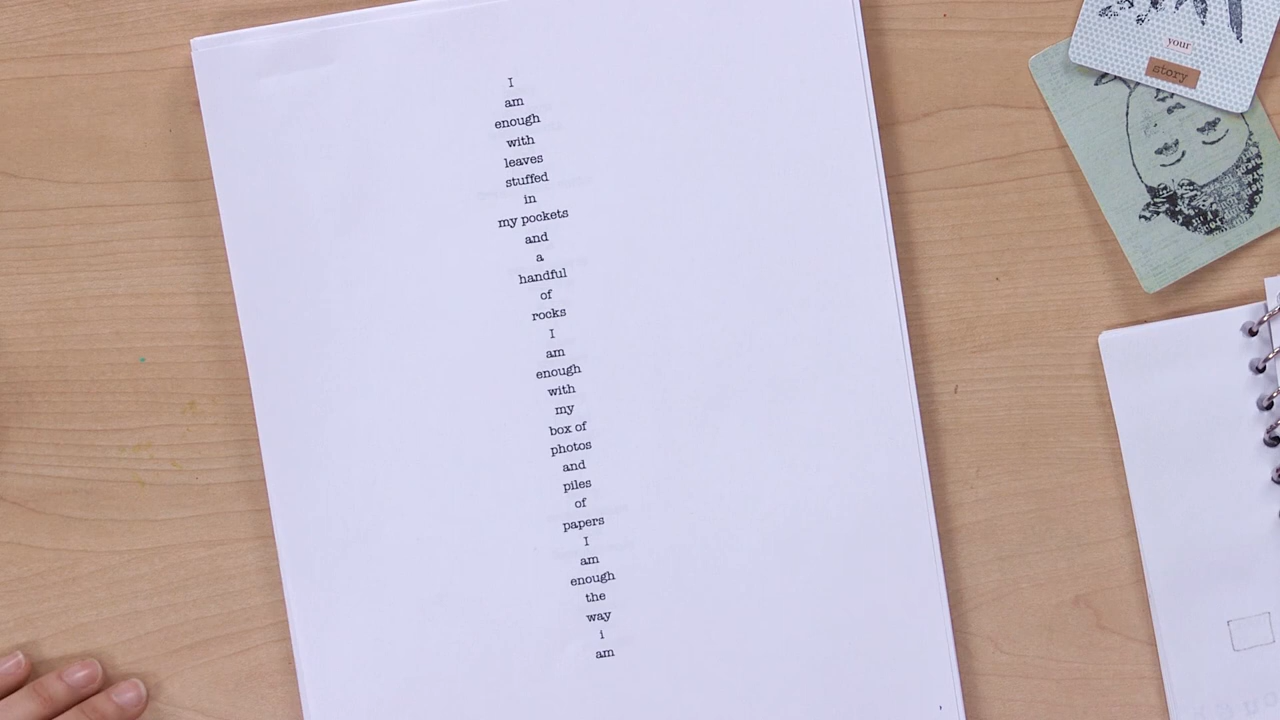 I
am
enough
with
leaves
stuffed
in
my pockets
and
a
handful
of
rocks
I
am
enough
with
my
box of
photos
and
piles
of
papers
I
am
enough
the
way
i
am
your
story